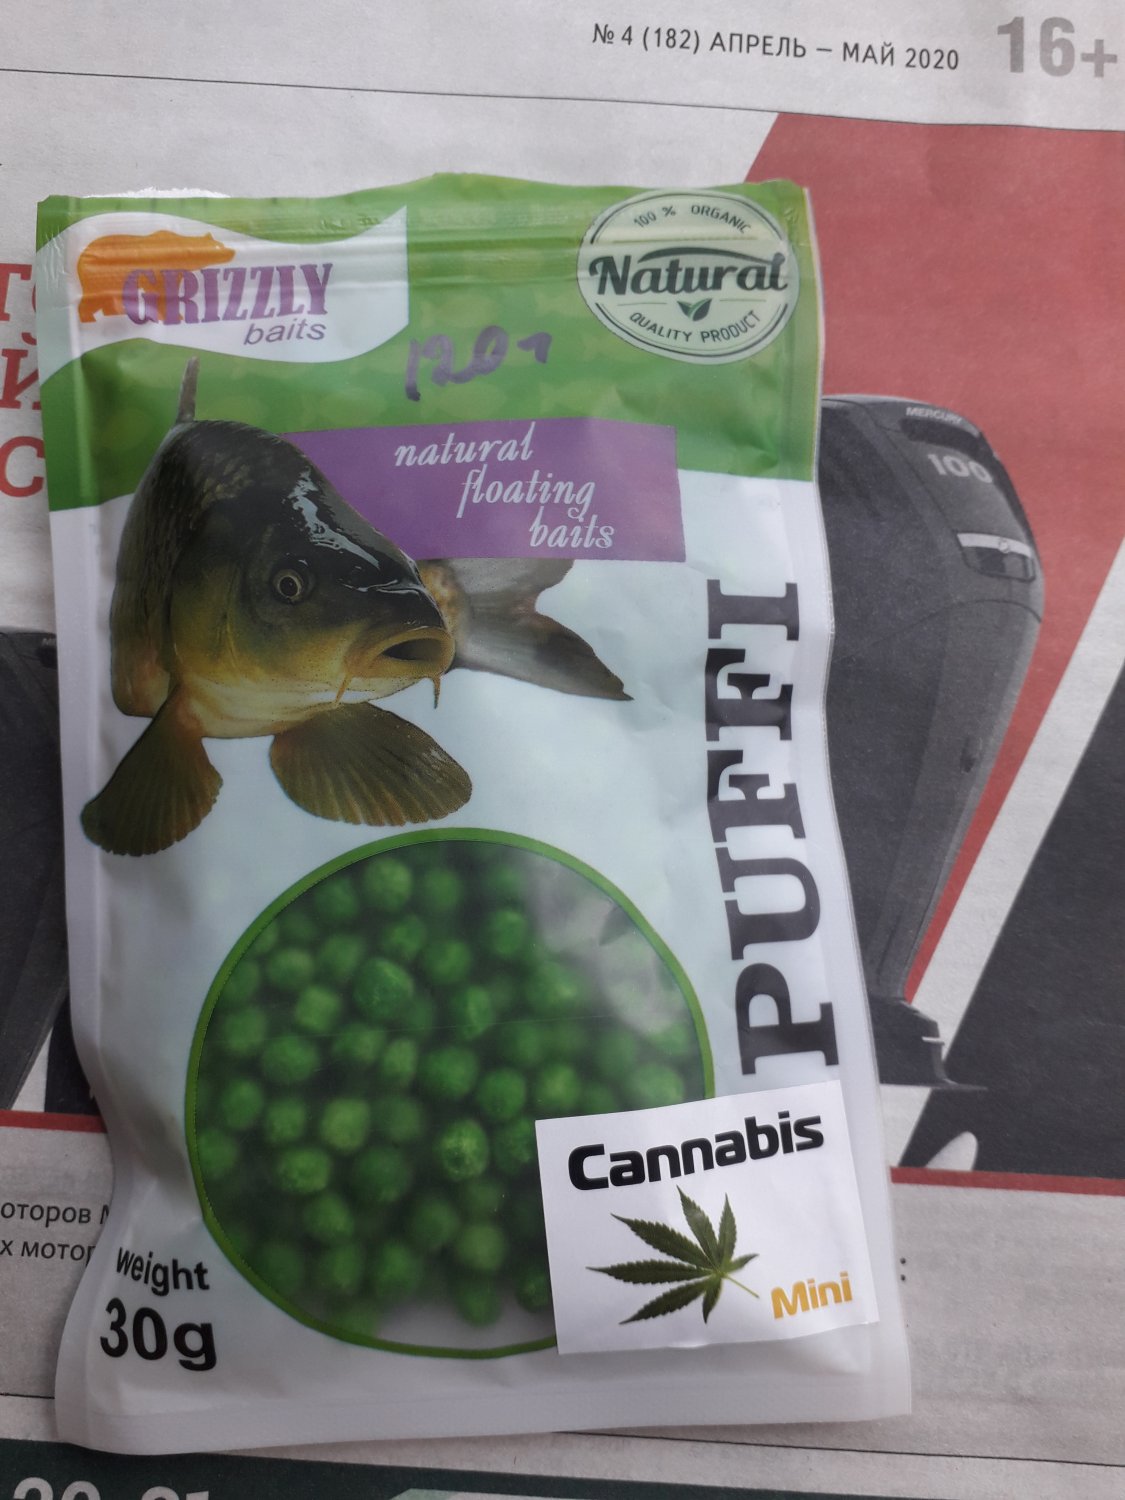 № 4 (182) АПРЕЛЬ – МАЙ 2020
16+
100 % ORGANIC
Natural
QUALITY PRODUCT
GRIZZLY
baits
natural
floating
baits
MERCURY
100
PUFFI
Cannabis
Mini
weight
30g